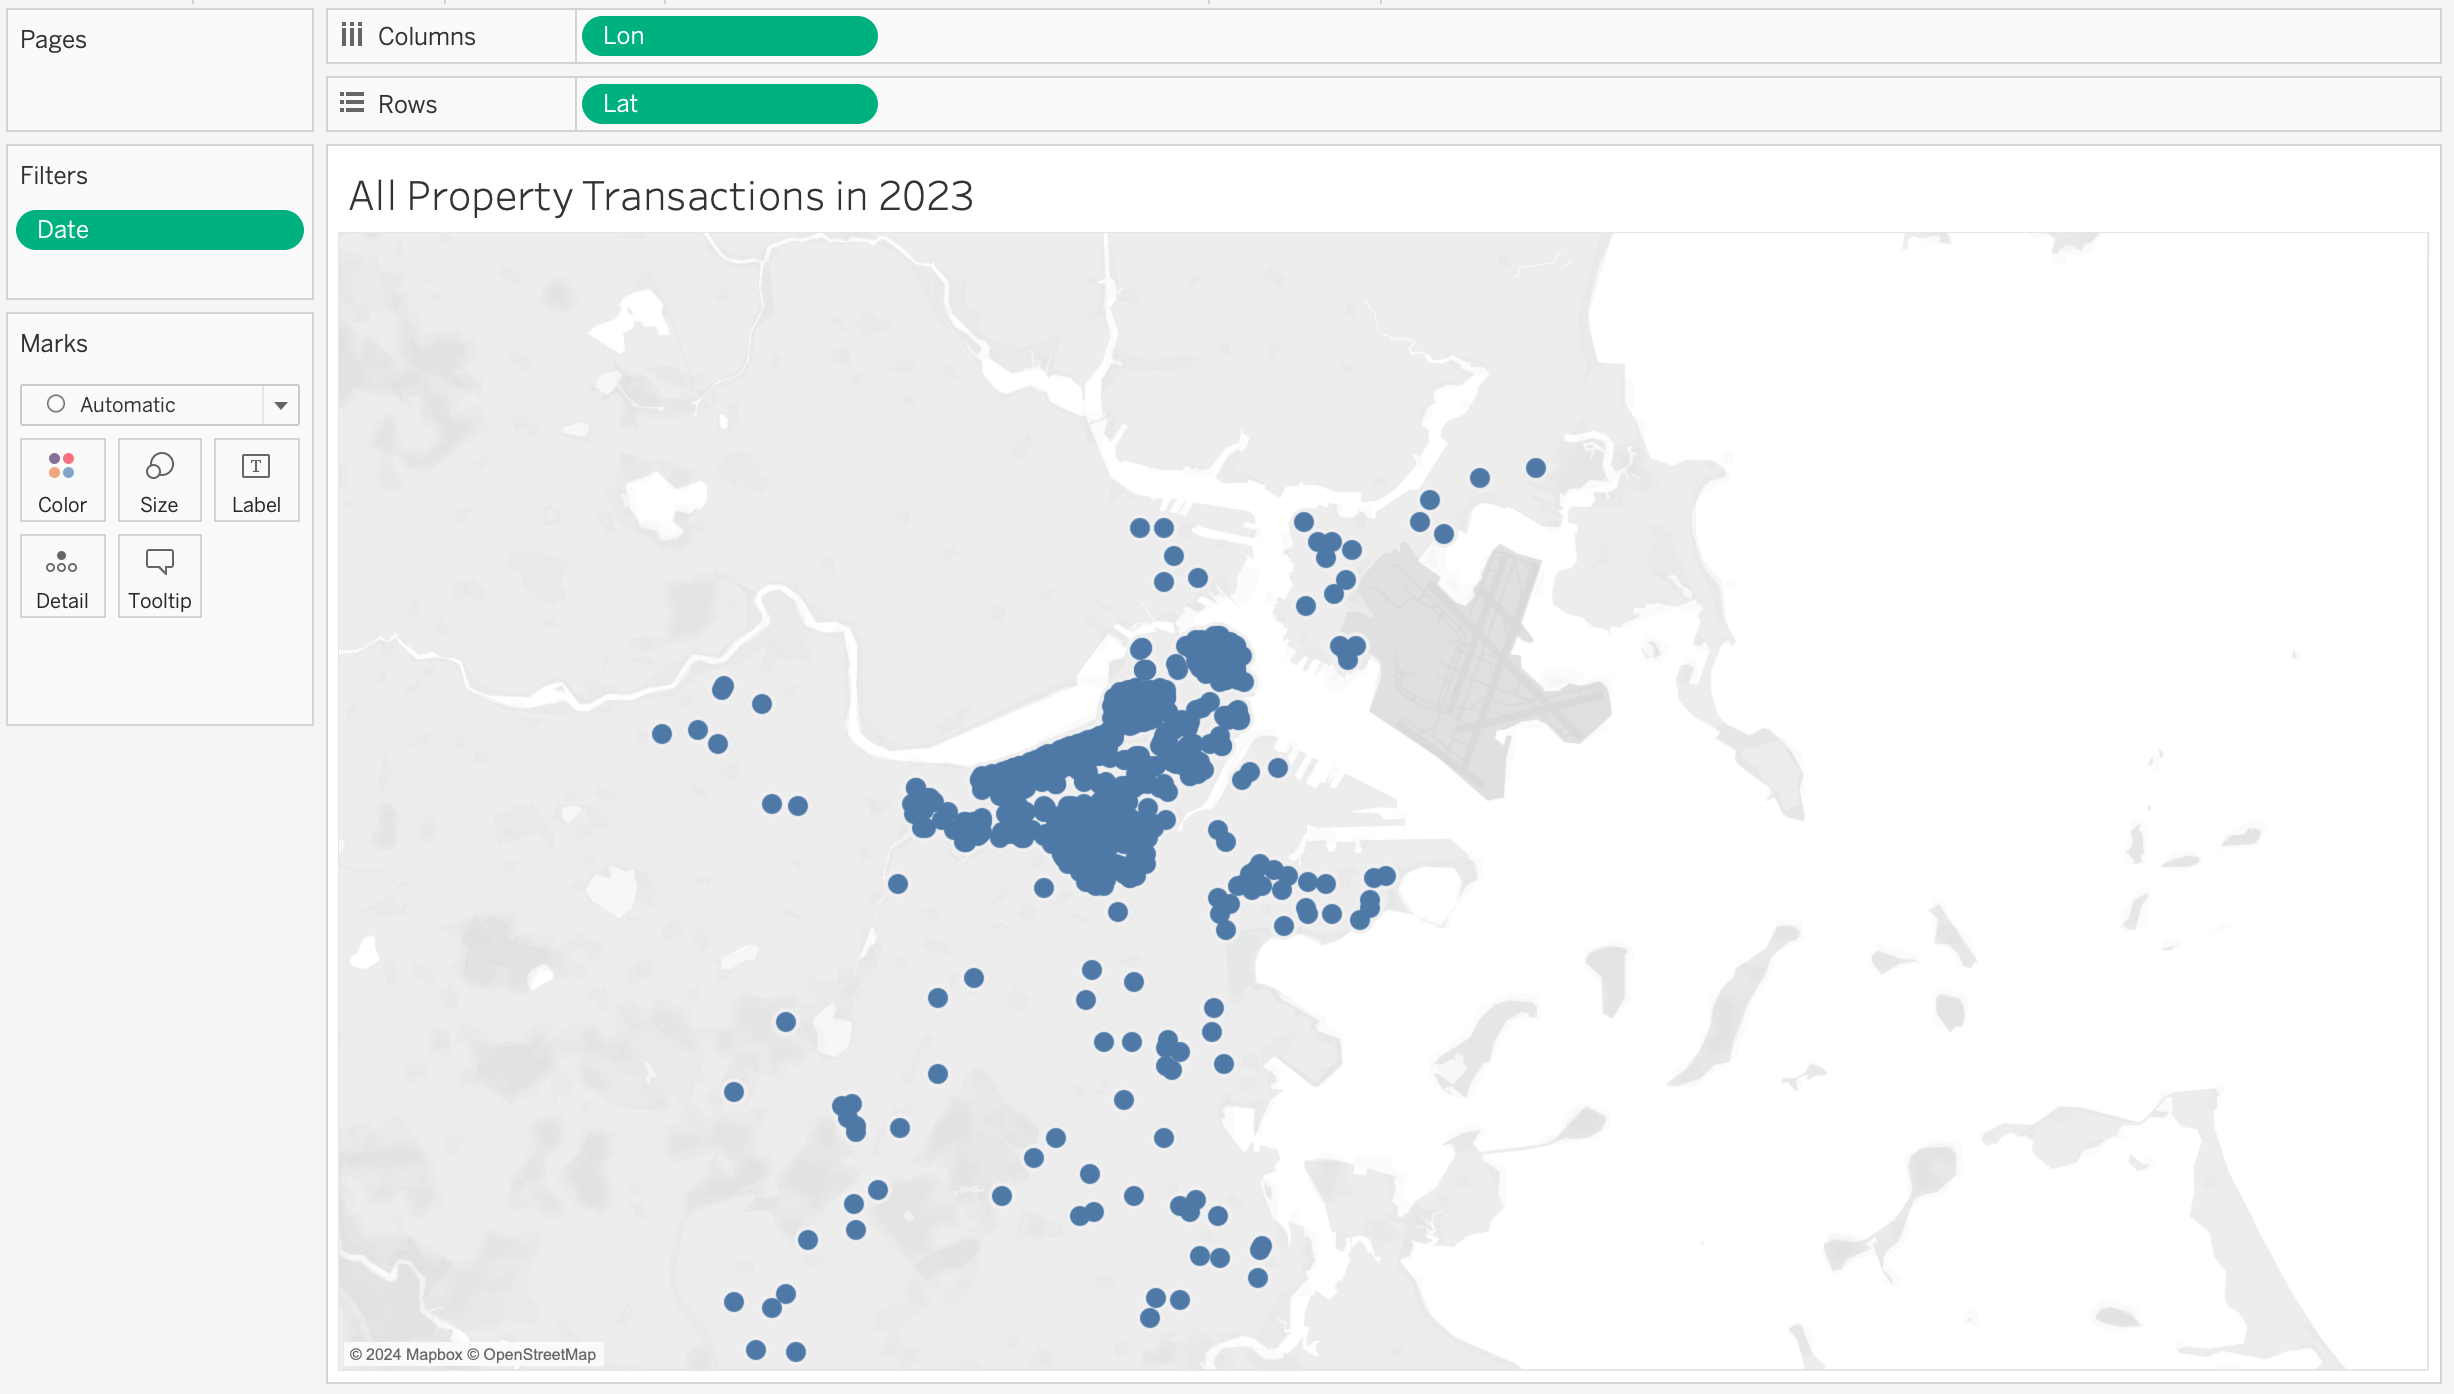 Pages
Columns
Lon
Rows
Lat
Filters
Date
All Property Transactions in 2023
Marks
Automatic
Color
Size
T
Label
Detail
Tooltip
© 2024 Mapbox © OpenStreetMap